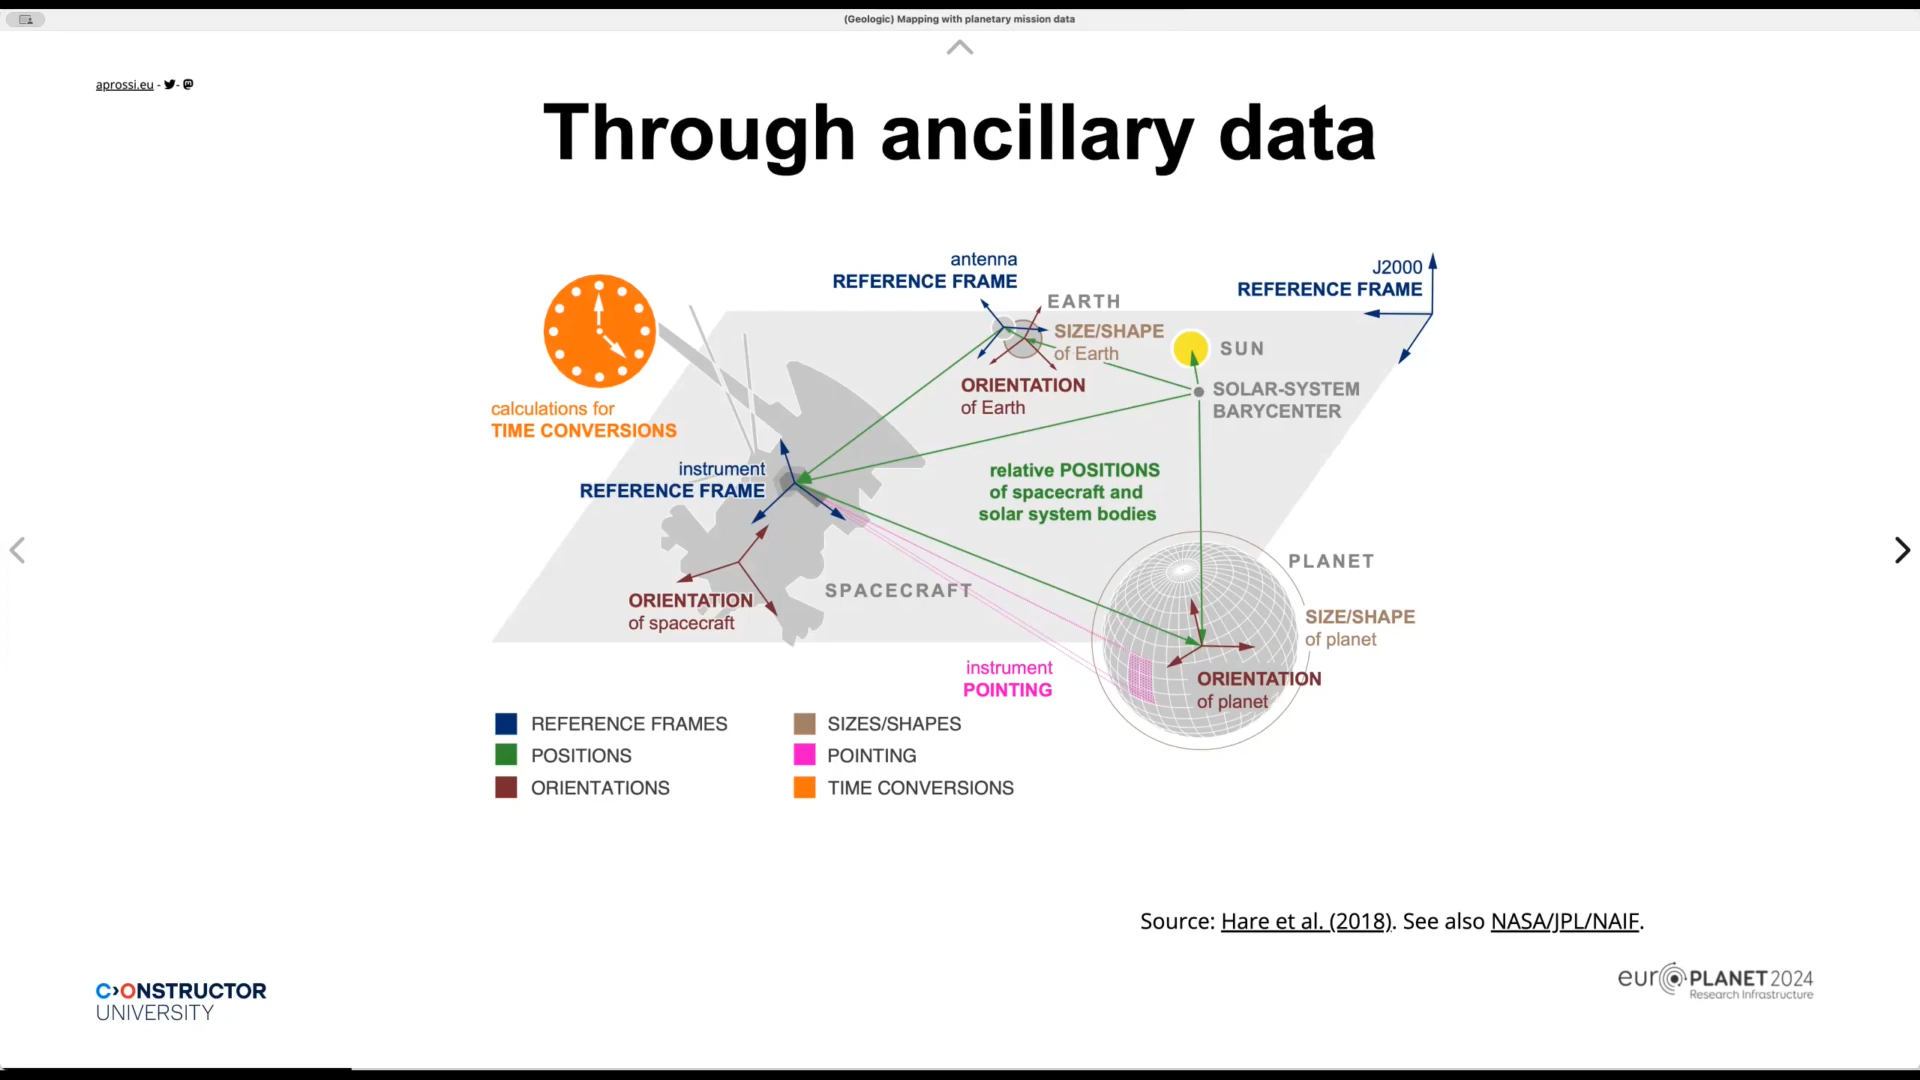 (Geologic) Mapping with planetary mission data
aprossi.eu - -
Through ancillary data
antenna
REFERENCE FRAME
J2000
REFERENCE FRAME
EARTH
SIZE/SHAPE
of Earth
SUN
ORIENTATION
of Earth
SOLAR-SYSTEM
BARYCENTER
calculations for
TIME CONVERSIONS
instrument
REFERENCE FRAME
relative POSITIONS
of spacecraft and
solar system bodies
PLANET
SPACECRAFT
ORIENTATION
of spacecraft
SIZE/SHAPE
of planet
instrument
POINTING
ORIENTATION
of planet
REFERENCE FRAMES
POSITIONS
ORIENTATIONS
SIZES/SHAPES
POINTING
TIME CONVERSIONS
Source: Hare et al. (2018). See also NASA/JPL/NAIF.
CONSTRUCTOR
UNIVERSITY
euroPLANET2024
Research Infrastructure